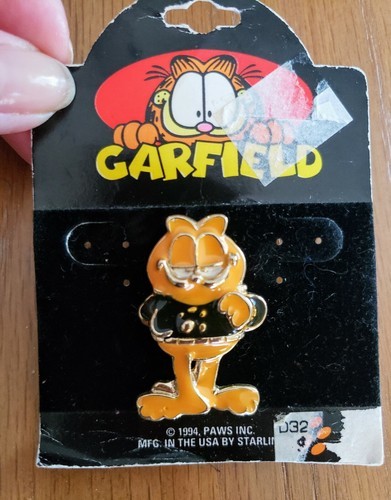 GARFIELD
© 1994, PAWS INC.
MFG. IN THE USA BY STARLIN
D32